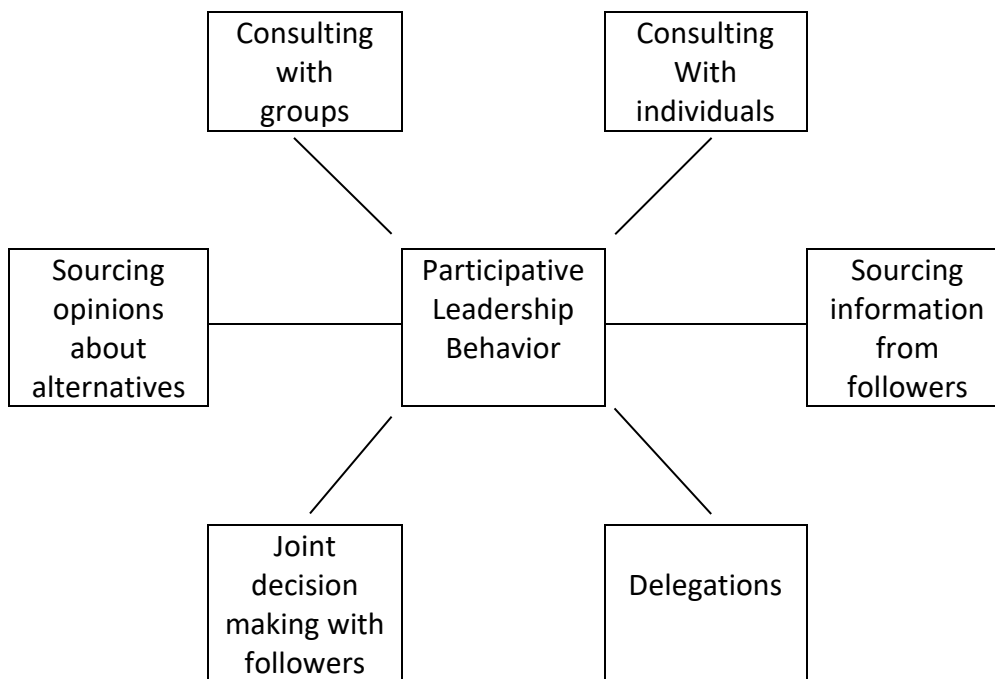 Consulting
with
groups
Consulting
With
individuals
Sourcing
opinions
about
alternatives
Participative
Leadership
Behavior
Sourcing
information
from
followers
Joint
decision
making with
followers
Delegations